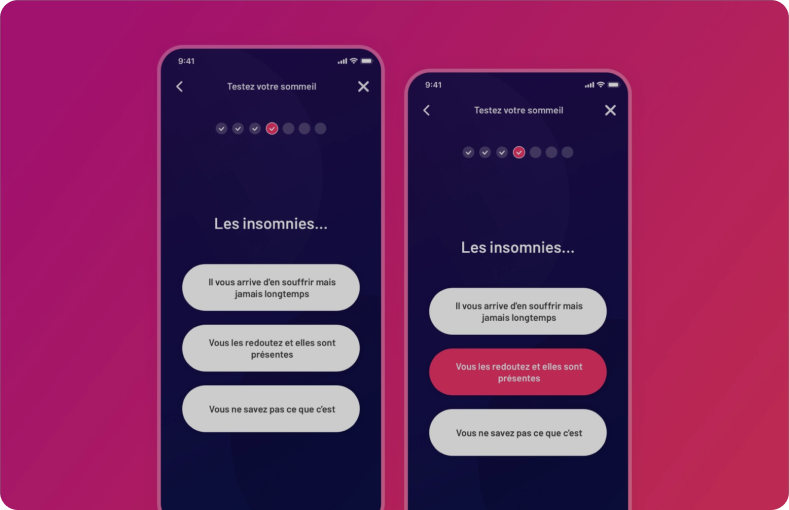 9:41
Testez votre sommeil
Les insomnies...
Il vous arrive d'en souffrir mais
jamais longtemps
Vous les redoutez et elles sont
présentes
Vous ne savez pas ce que c'est
9:41
Testez votre sommeil
Les insomnies...
Il vous arrive d'en souffrir mais
jamais longtemps
Vous les redoutez et elles sont
présentes
Vous ne savez pas ce que c'est